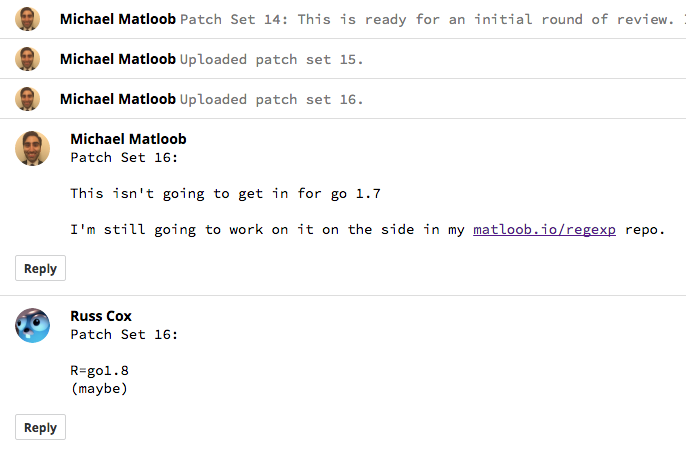 Michael Matloob Patch Set 14: This is ready for an initial round of review.
Michael Matloob Uploaded patch set 15.
Michael Matloob Uploaded patch set 16.
Michael Matloob
Patch Set 16:
This isn't going to get in for go 1.7
I'm still going to work on it on the side in my matloob.io/regexp repo.
Reply
Russ Cox
Patch Set 16:
R=go1.8
(maybe)
Reply